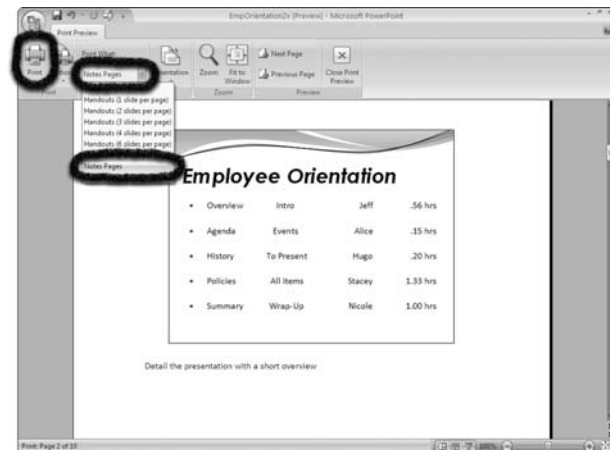 EmpOrientation2x (Preview) - Microsoft PowerPoint
Print Preview
Print What:
Print
Notes Pages
Orientation
Zoom
Fit to
Window
Next Page
Previous Page
Close Print
Preview
Print
Zoom
Preview
Handouts (1 slide per page)
Handouts (2 slides per page)
Handouts (3 slides per page)
Handouts (4 slides per page)
Handouts (6 slides per page)
Notes Pages
Employee Orientation
• Overview Intro Jeff .56 hrs
• Agenda Events Alice .15 hrs
• History To Present Hugo .20 hrs
• Policies All items Stacey 1.33 hrs
• Summary Wrap-Up Nicole 1.00 hrs
Detail the presentation with a short overview
Print: Page 2 of 10
100%